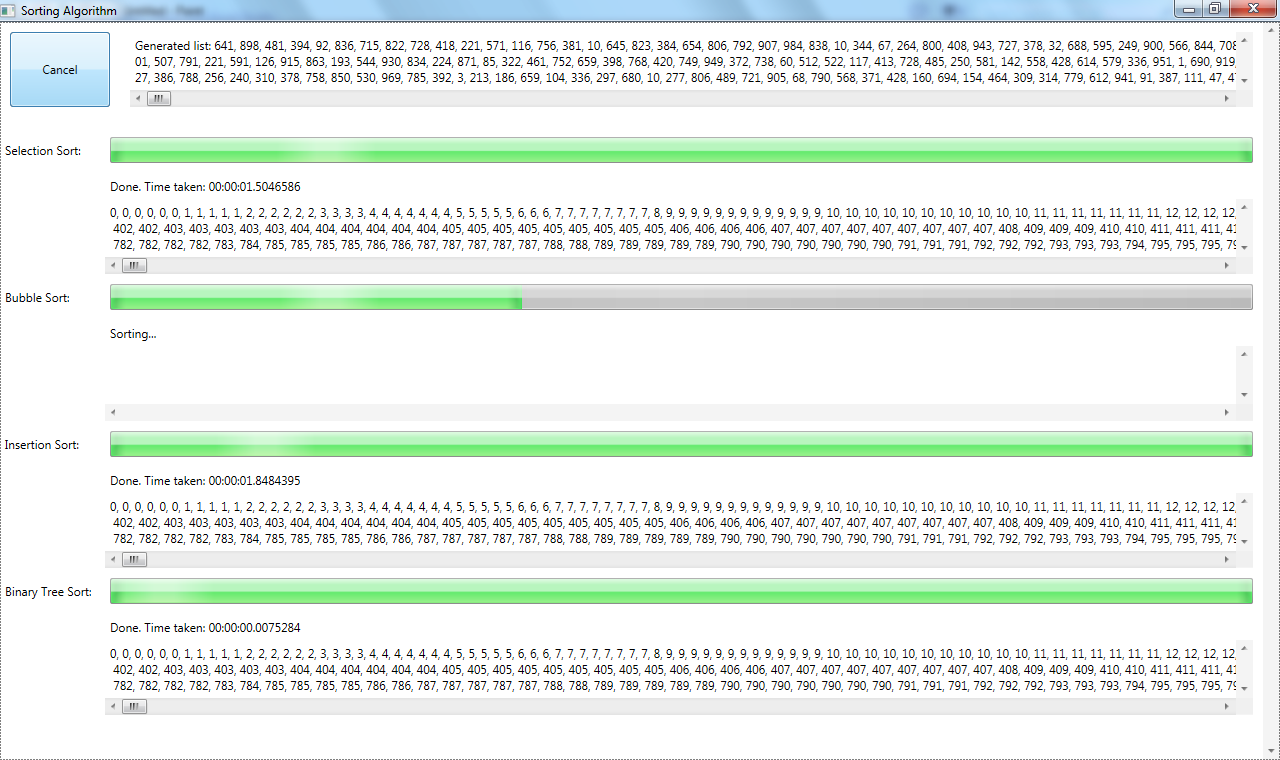 Sorting Algorithm
Cancel
Generated list: 641, 898, 481, 394, 92, 836, 715, 822, 728, 418, 221, 571, 116, 756, 381, 10, 645, 823, 384, 654, 806, 792, 907, 984, 838, 10, 344, 67, 264, 800, 408, 943, 727, 378, 32, 688, 595, 249, 900, 566, 844, 708
01, 507, 791, 221, 591, 126, 915, 863, 193, 544, 930, 834, 224, 871, 85, 322, 461, 752, 659, 398, 768, 420, 749, 949, 372, 738, 60, 512, 522, 117, 413, 728, 485, 250, 581, 142, 558, 428, 614, 579, 336, 951, 1, 690, 919,
27, 386, 788, 256, 240, 310, 378, 758, 850, 530, 969, 785, 392, 3, 213, 186, 659, 104, 336, 297, 680, 10, 277, 806, 489, 721, 905, 68, 790, 568, 371, 428, 160, 694, 154, 464, 309, 314, 779, 612, 941, 91, 387, 111, 47,
Selection Sort:
Done. Time taken: 00:00:01.5046586
0, 0, 0, 0, 0, 0, 1, 1, 1, 1, 1, 2, 2, 2, 2, 2, 2, 3, 3, 3, 3, 4, 4, 4, 4, 4, 4, 4, 5, 5, 5, 5, 5, 6, 6, 6, 7, 7, 7, 7, 7, 7, 7, 7, 8, 9, 9, 9, 9, 9, 9, 9, 9, 9, 9, 9, 9, 9, 10, 10, 10, 10, 10, 10, 10, 10, 10, 10, 10, 11, 11, 11, 11, 11, 11, 11, 12, 12, 12, 12,
402, 402, 403, 403, 403, 403, 403, 404, 404, 404, 404, 404, 404, 404, 405, 405, 405, 405, 405, 405, 405, 405, 406, 406, 406, 406, 407, 407, 407, 407, 407, 407, 407, 407, 407, 408, 409, 409, 409, 410, 410, 411, 411, 411,
782, 782, 782, 782, 783, 784, 785, 785, 785, 785, 786, 786, 787, 787, 787, 787, 787, 788, 788, 789, 789, 789, 789, 789, 790, 790, 790, 790, 790, 790, 790, 791, 791, 791, 792, 792, 792, 793, 793, 793, 794, 795, 795, 795,
Bubble Sort:
Sorting...
Insertion Sort:
Done. Time taken: 00:00:01.8484395
0, 0, 0, 0, 0, 0, 1, 1, 1, 1, 1, 2, 2, 2, 2, 2, 2, 3, 3, 3, 3, 4, 4, 4, 4, 4, 4, 4, 5, 5, 5, 5, 5, 6, 6, 6, 7, 7, 7, 7, 7, 7, 7, 7, 8, 9, 9, 9, 9, 9, 9, 9, 9, 9, 9, 9, 9, 9, 10, 10, 10, 10, 10, 10, 10, 10, 10, 10, 10, 11, 11, 11, 11, 11, 11, 11, 12, 12, 12, 12,
402, 402, 403, 403, 403, 403, 403, 404, 404, 404, 404, 404, 404, 404, 405, 405, 405, 405, 405, 405, 405, 405, 406, 406, 406, 406, 407, 407, 407, 407, 407, 407, 407, 407, 407, 408, 409, 409, 409, 410, 410, 411, 411, 411,
782, 782, 782, 782, 783, 784, 785, 785, 785, 785, 786, 786, 787, 787, 787, 787, 787, 788, 788, 789, 789, 789, 789, 789, 790, 790, 790, 790, 790, 790, 790, 791, 791, 791, 792, 792, 792, 793, 793, 793, 794, 795, 795, 795,
Binary Tree Sort:
Done. Time taken: 00:00:00.0075284
0, 0, 0, 0, 0, 0, 1, 1, 1, 1, 1, 2, 2, 2, 2, 2, 2, 3, 3, 3, 3, 4, 4, 4, 4, 4, 4, 4, 5, 5, 5, 5, 5, 6, 6, 6, 7, 7, 7, 7, 7, 7, 7, 7, 8, 9, 9, 9, 9, 9, 9, 9, 9, 9, 9, 9, 9, 9, 10, 10, 10, 10, 10, 10, 10, 10, 10, 10, 10, 11, 11, 11, 11, 11, 11, 11, 12, 12, 12, 12,
402, 402, 403, 403, 403, 403, 403, 404, 404, 404, 404, 404, 404, 404, 405, 405, 405, 405, 405, 405, 405, 405, 406, 406, 406, 406, 407, 407, 407, 407, 407, 407, 407, 407, 407, 408, 409, 409, 409, 410, 410, 411, 411, 411,
782, 782, 782, 782, 783, 784, 785, 785, 785, 785, 786, 786, 787, 787, 787, 787, 787, 788, 788, 789, 789, 789, 789, 789, 790, 790, 790, 790, 790, 790, 790, 791, 791, 791, 792, 792, 792, 793, 793, 793, 794, 795, 795, 795,